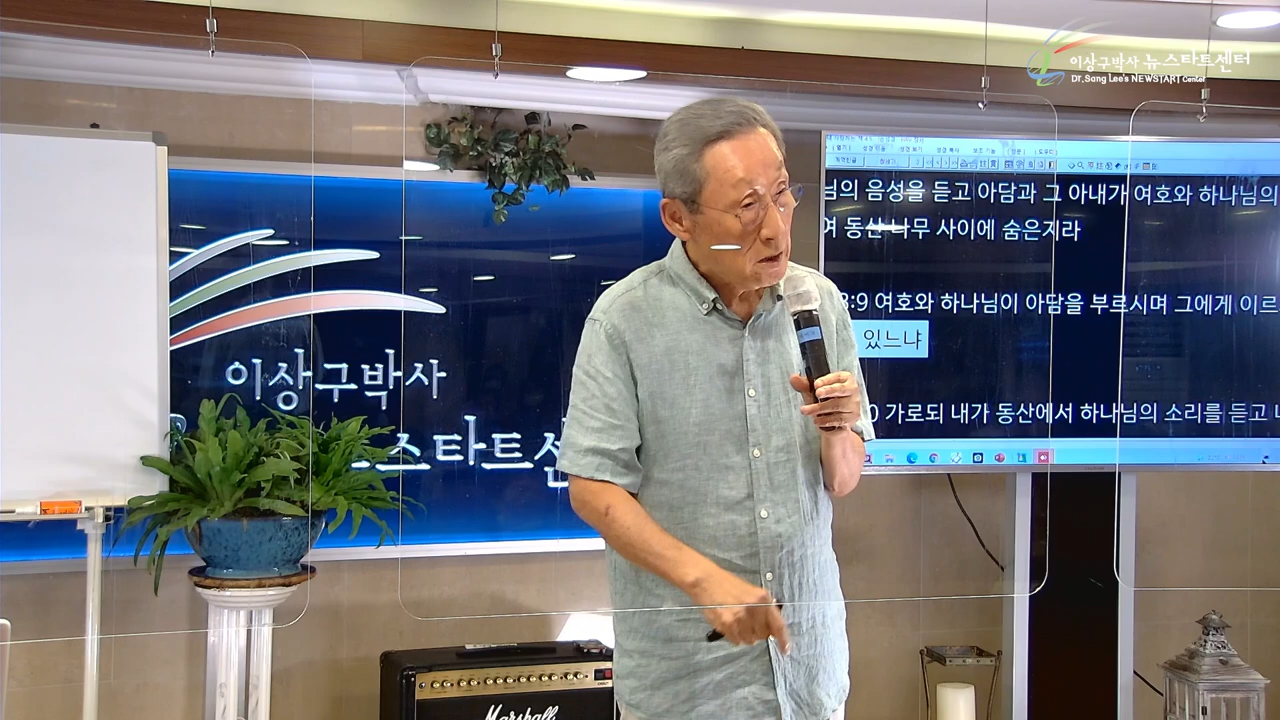 이상구박사 뉴스타트센터
Dr.Sang Lee's NEWSTART Center
님의 음성을 듣고 아담과 그 아내가 여호와 하나님의
여 동산 나무 사이에 숨은지라
3:9 여호와 하나님이 아담을 부르시며 그에게 이르
있느냐
0 가로되 내가 동산에서 하나님의 소리를 듣고
이상구박사
스타트센
Marshall